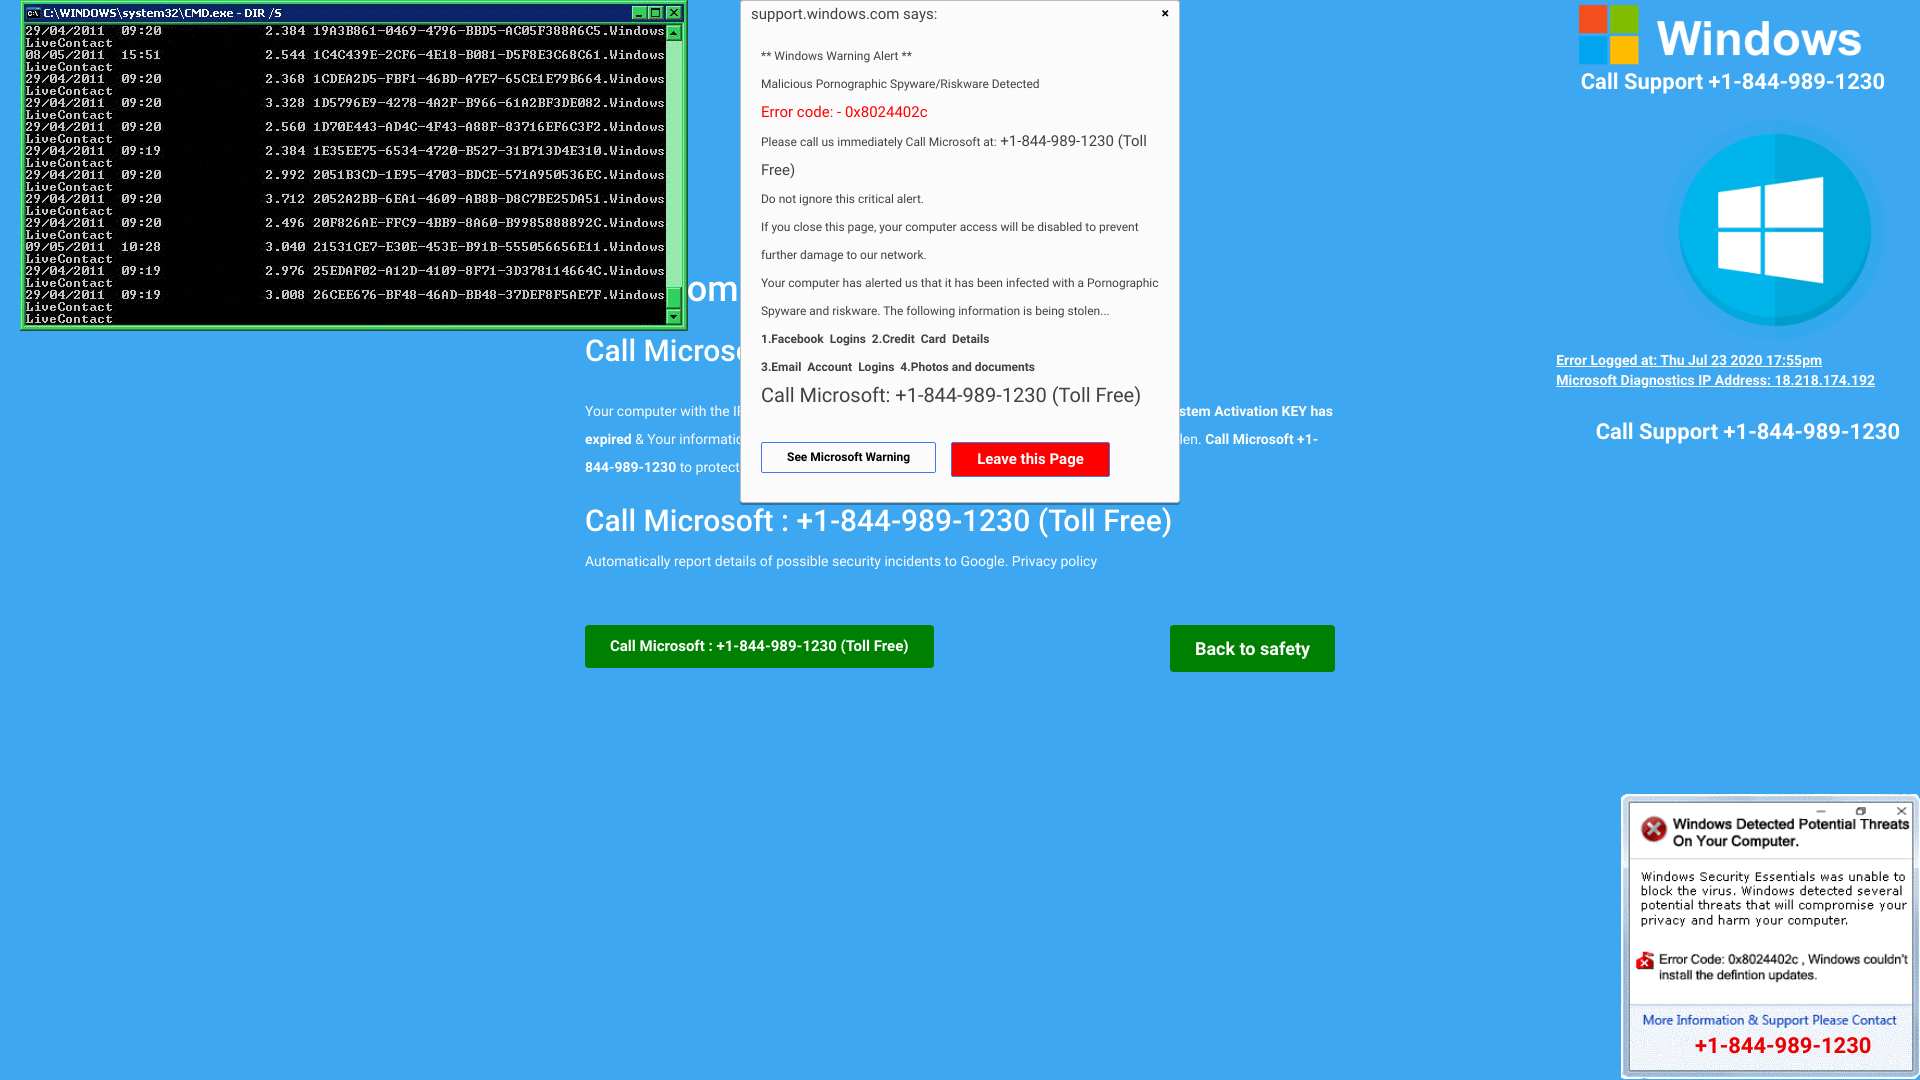 C:\WINDOWS\system32\CMD.exe - DIR /S
29/04/2011  09:20             2.384 19A3B861-0469-4796-BBD5-AC05F388A6C5.Windows
LiveContact
08/05/2011  15:51             2.544 1C4C439E-2CF6-4E18-B081-D5F8E3C68C61.Windows
LiveContact
29/04/2011  09:20             2.368 1CDEA2D5-FBF1-46BD-A7E7-65CE1E79B664.Windows
LiveContact
29/04/2011  09:20             3.328 1D5796E9-4278-4A2F-B966-61A2BF3DE082.Windows
LiveContact
29/04/2011  09:20             2.560 1D70E443-AD4C-4F43-A88F-83716EF6C3F2.Windows
LiveContact
29/04/2011  09:19             2.384 1E35EE75-6534-4720-B527-31B713D4E310.Windows
LiveContact
29/04/2011  09:20             2.992 2051B3CD-1E95-4703-BDCE-571A950536EC.Windows
LiveContact
29/04/2011  09:20             3.712 2052A2BB-6EA1-4609-AB8B-D8C7BE25DA51.Windows
LiveContact
29/04/2011  09:20             2.496 20F826AE-FFC9-4BB9-8A60-B9985888892C.Windows
LiveContact
09/05/2011  10:28             3.040 21531CE7-E30E-453E-B91B-555056656E11.Windows
LiveContact
29/04/2011  09:19             2.976 25EDAF02-A12D-4109-8F71-3D378114664C.Windows
LiveContact
29/04/2011  09:19             3.008 26CEE676-BF48-46AD-BB48-37DEF8F5AE7F.Windows
LiveContact
LiveContact
support.windows.com says:
** Windows Warning Alert **
Malicious Pornographic Spyware/Riskware Detected
Error code: - 0x8024402c
Please call us immediately Call Microsoft at: +1-844-989-1230 (Toll
Free)
Do not ignore this critical alert.
If you close this page, your computer access will be disabled to prevent
further damage to our network.
Your computer has alerted us that it has been infected with a Pornographic
Spyware and riskware. The following information is being stolen...
1.Facebook Logins 2.Credit Card Details
3.Email Account Logins 4.Photos and documents
Call Microsoft: +1-844-989-1230 (Toll Free)
See Microsoft Warning
Leave this Page
om
Call Micros
Your computer with the I
stem Activation KEY has
expired & Your informatio
len. Call Microsoft +1-
844-989-1230 to protect
Call Microsoft : +1-844-989-1230 (Toll Free)
Automatically report details of possible security incidents to Google. Privacy policy
Call Microsoft : +1-844-989-1230 (Toll Free)
Back to safety
Windows
Call Support +1-844-989-1230
Error Logged at: Thu Jul 23 2020 17:55pm
Microsoft Diagnostics IP Address: 18.218.174.192
Call Support +1-844-989-1230
Windows Detected Potential Threats
On Your Computer.
Windows Security Essentials was unable to
block the virus. Windows detected several
potential threats that will compromise your
privacy and harm your computer.
Error Code: 0x8024402c , Windows couldn't
install the defintion updates.
More Information & Support Please Contact
+1-844-989-1230